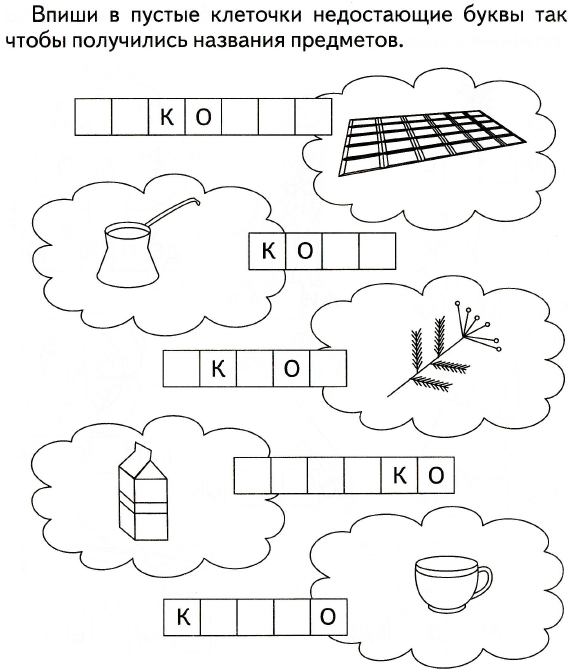 Впиши в пустые клеточки недостающие буквы так
чтобы получились названия предметов.
К О
К О
К О
К О
К О